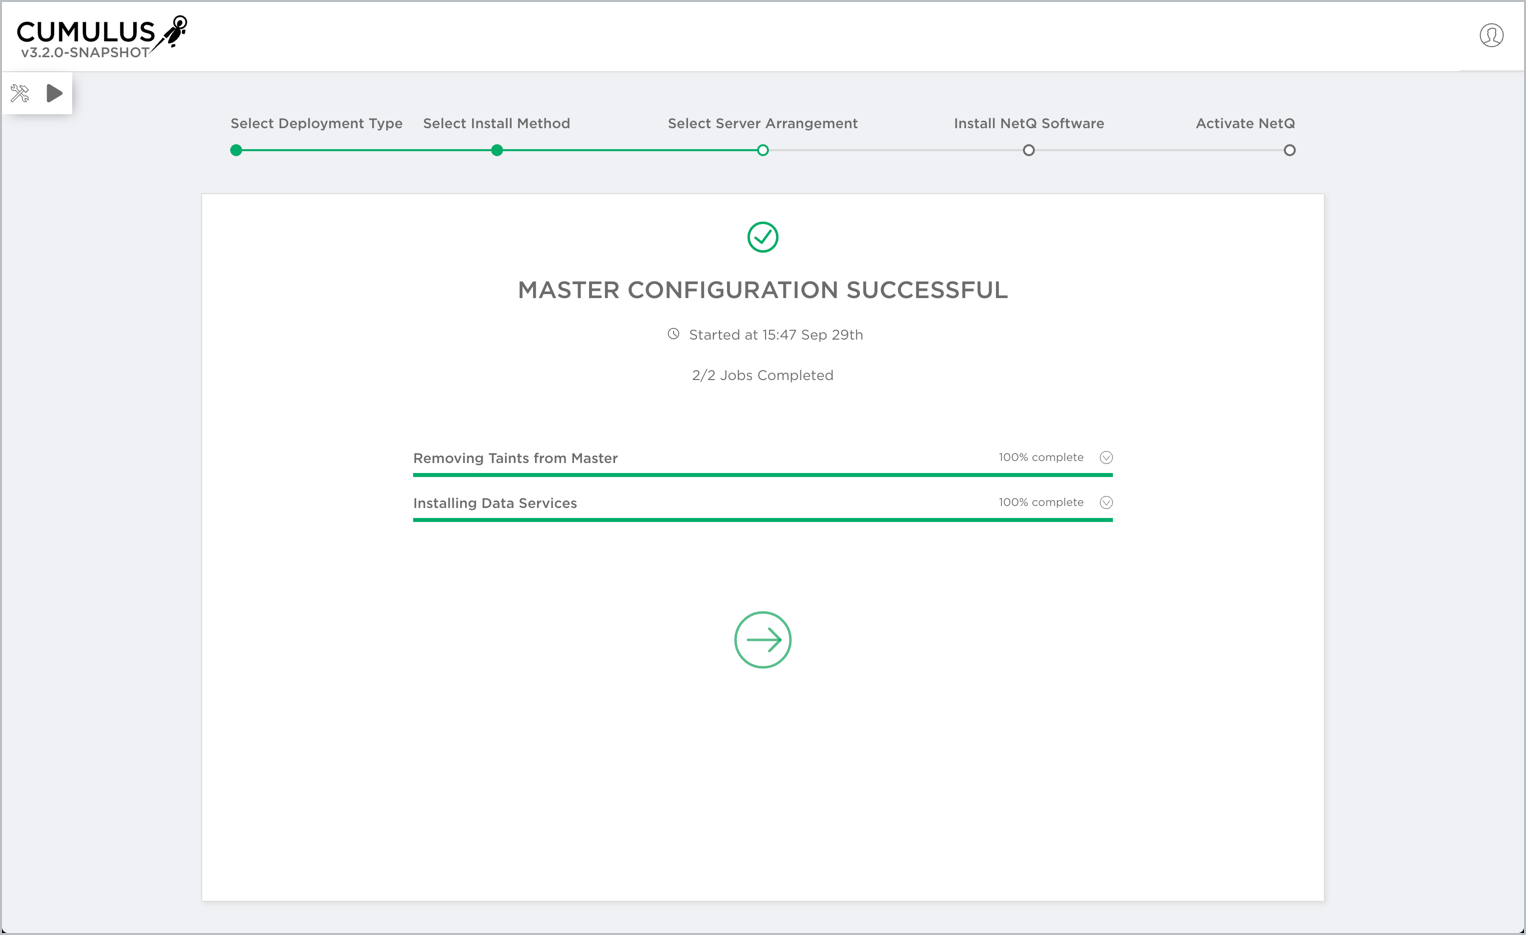 CUMULUS
v3.2.0-SNAPSHOT
Select Deployment Type
Select Install Method
Select Server Arrangement
Install NetQ Software
Activate NetQ
MASTER CONFIGURATION SUCCESSFUL
Started at 15:47 Sep 29th
2/2 Jobs Completed
Removing Taints from Master 100% complete
Installing Data Services 100% complete